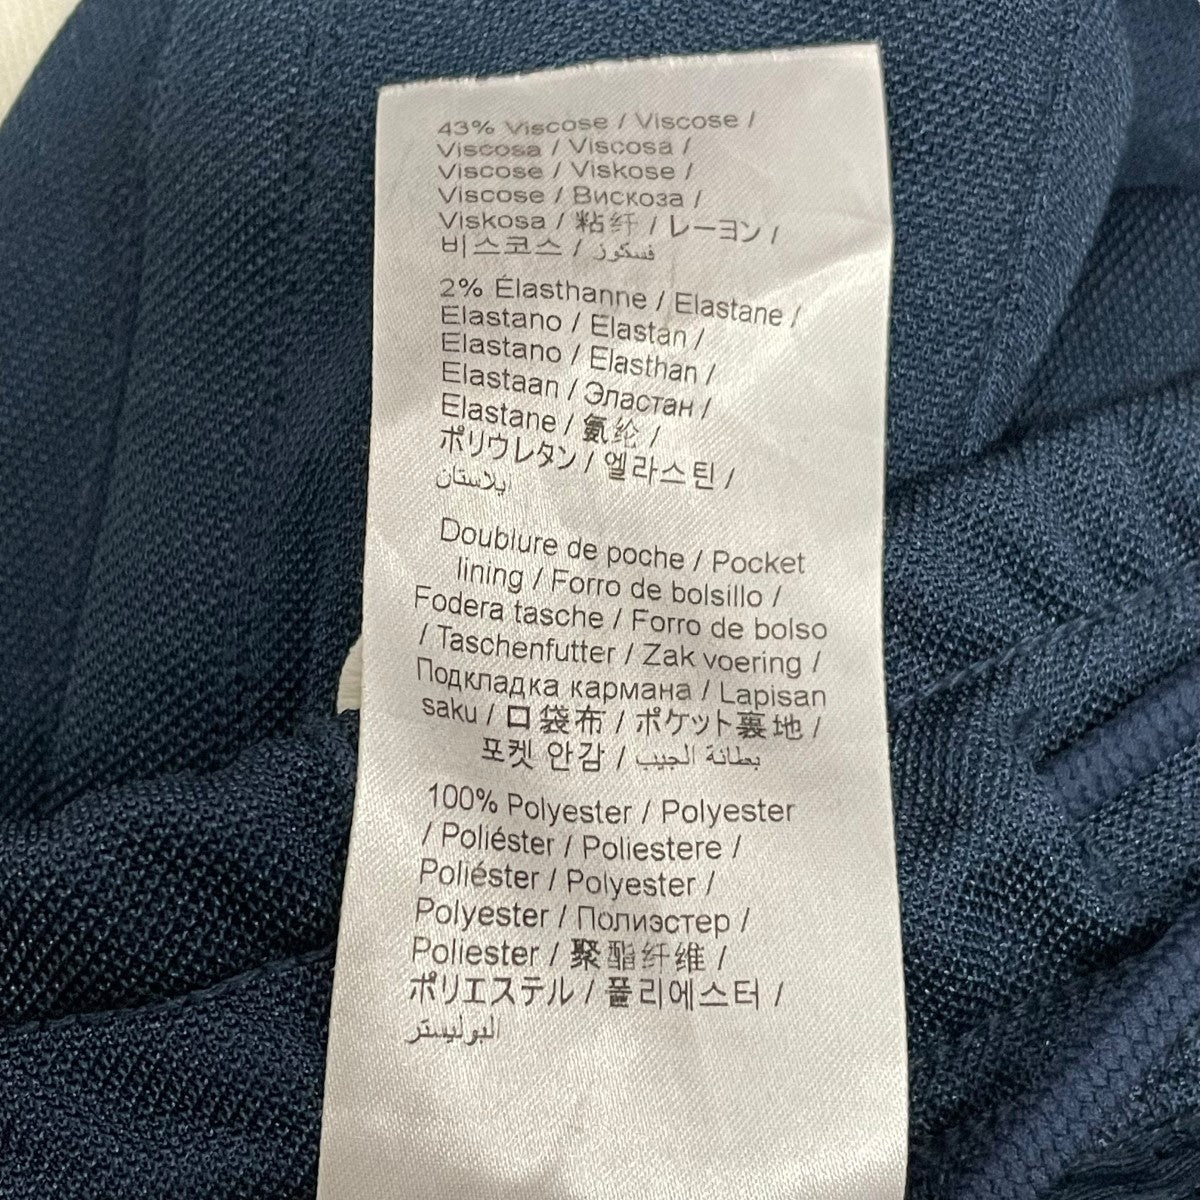 43% Viscose / Viscose /
Viscosa / Viscosa /
Viscose / Viskose /
Viscose / Вискоза /
Viskosa / 粘纤 / レーヨン /
비스코스 / فسكوز
2% Élasthanne / Elastane /
Elastano / Elastan /
Elastano / Elasthan /
Elastaan / Эластан /
Elastane / 氨纶 /
ポリウレタン / 엘라스틴 /
يلاستان
Doublure de poche / Pocket
lining / Forro de bolsillo /
Fodera tasche / Forro de bolso
/ Taschenfutter / Zak voering /
Подкладка кармана / Lapisan
saku / 口袋布 / ポケット裏地 /
포켓 안감 / بطانة الجيب
100% Polyester / Polyester
/ Poliéster / Poliestere /
Poliéster / Polyester /
Polyester / Полиэстер /
Poliester / 聚酯纤维 /
ポリエステル / 폴리에스터 /
البوليستر